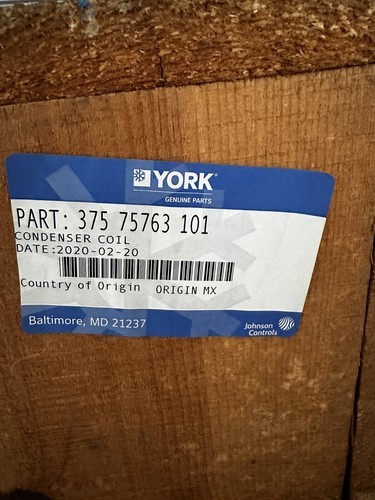 YORK®
GENUINE PARTS
PART: 375 75763 101
CONDENSER COIL
DATE:2020-02-20
Country of Origin ORIGIN MX
Baltimore, MD 21237
Johnson
Controls